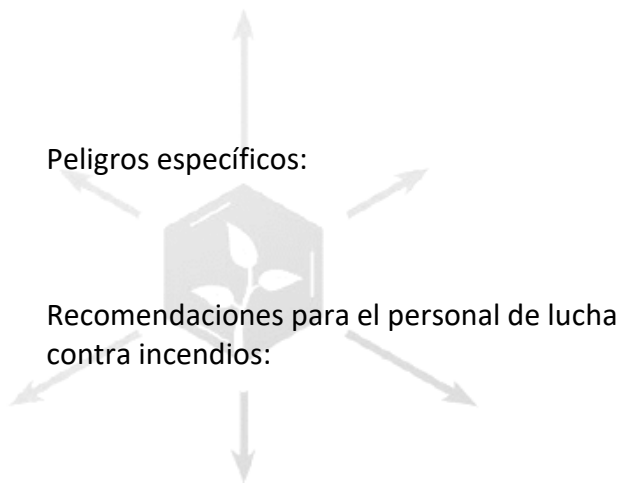 Peligros específicos:
Recomendaciones para el personal de lucha
contra incendios: